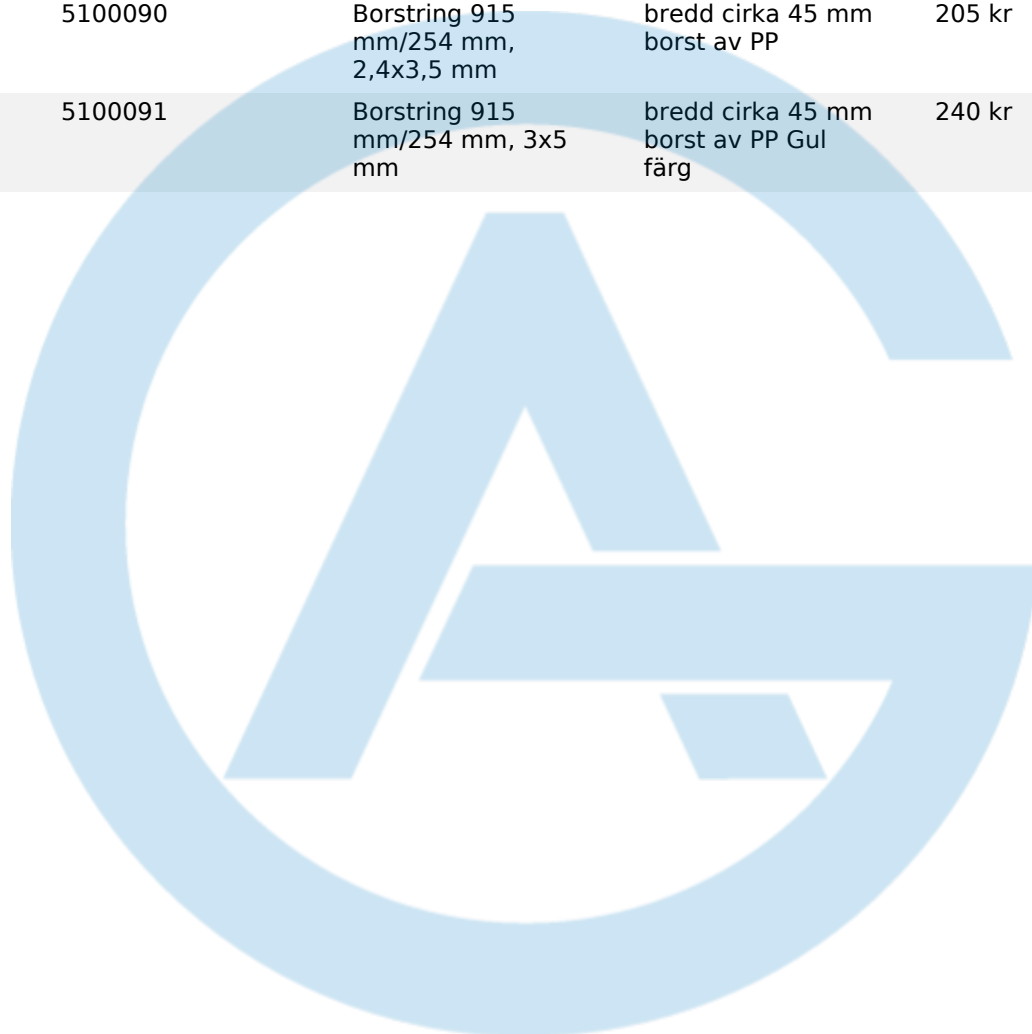 5100090 Borstring 915 bredd cirka 45 mm 205 kr
mm/254 mm, borst av PP
2,4x3,5 mm
5100091 Borstring 915 bredd cirka 45 mm 240 kr
mm/254 mm, 3x5 borst av PP Gul
mm färg